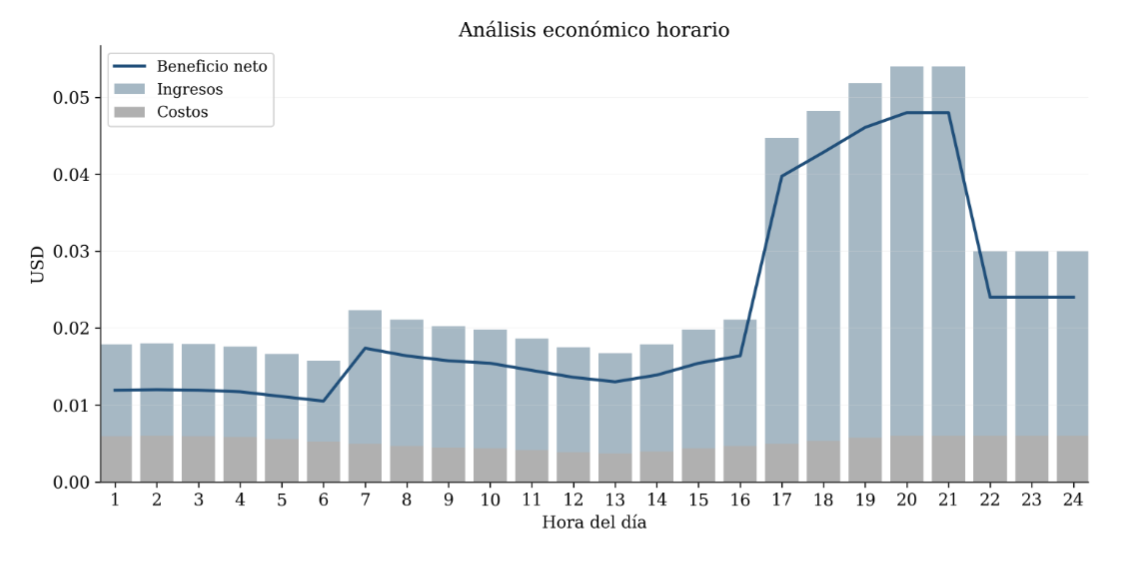 Análisis económico horario
Beneficio neto
Ingresos
Costos
USD
0.05
0.04
0.03
0.02
0.01
0.00
1 2 3 4 5 6 7 8 9 10 11 12 13 14 15 16 17 18 19 20 21 22 23 24
Hora del día